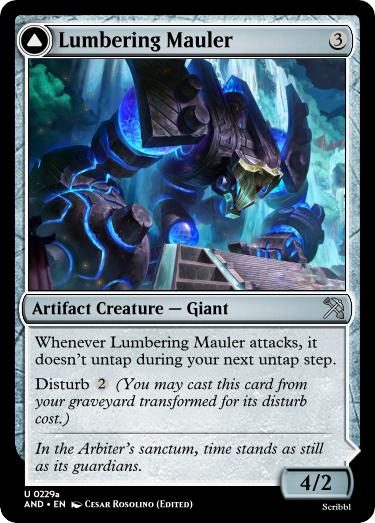 Lumbering Mauler 3
Artifact Creature — Giant
Whenever Lumbering Mauler attacks, it
doesn't untap during your next untap step.
Disturb 2 (You may cast this card from
your graveyard transformed for its disturb
cost.)
In the Arbiter's sanctum, time stands as still
as its guardians.
4/2
U 0229a
AND • EN Cesar Rosolino (Edited)
Scribbl